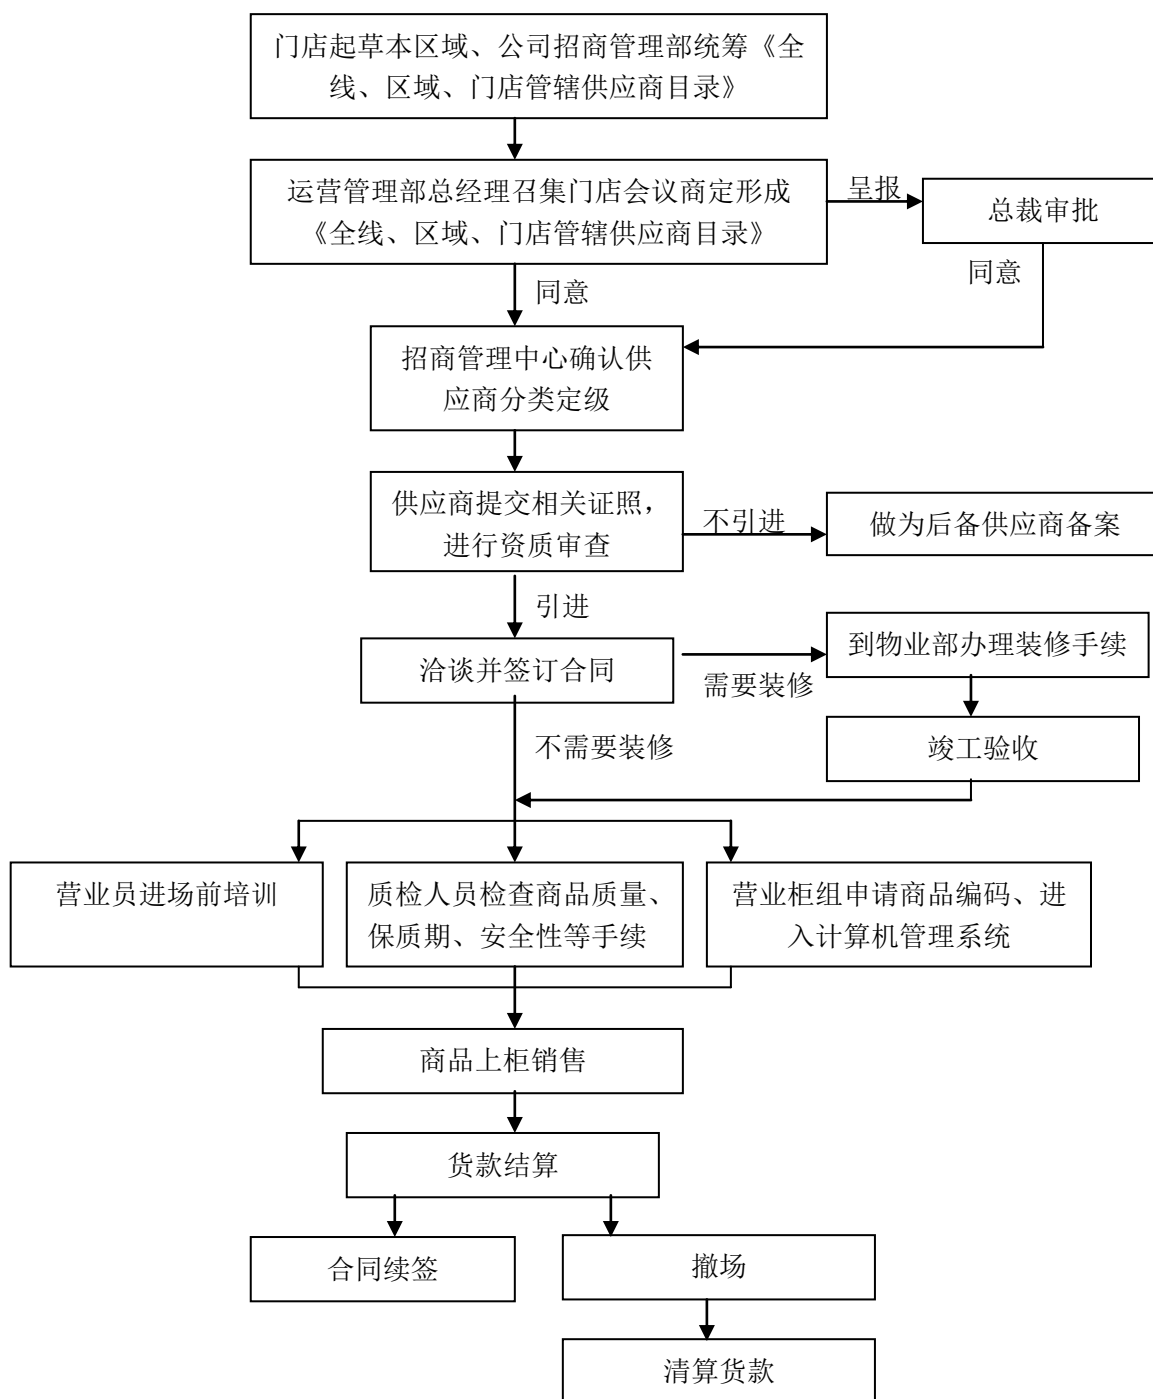 门店起草本区域、公司招商管理部统筹《全
线、区域、门店管辖供应商目录》
运营管理部总经理召集门店会议商定形成
《全线、区域、门店管辖供应商目录》
呈报
总裁审批
同意
同意
招商管理中心确认供
应商分类定级
供应商提交相关证照，
进行资质审查
不引进
做为后备供应商备案
引进
洽谈并签订合同
需要装修
到物业部办理装修手续
不需要装修
竣工验收
营业员进场前培训
质检人员检查商品质量、
保质期、安全性等手续
营业柜组申请商品编码、进
入计算机管理系统
商品上柜销售
货款结算
合同续签
撤场
清算货款